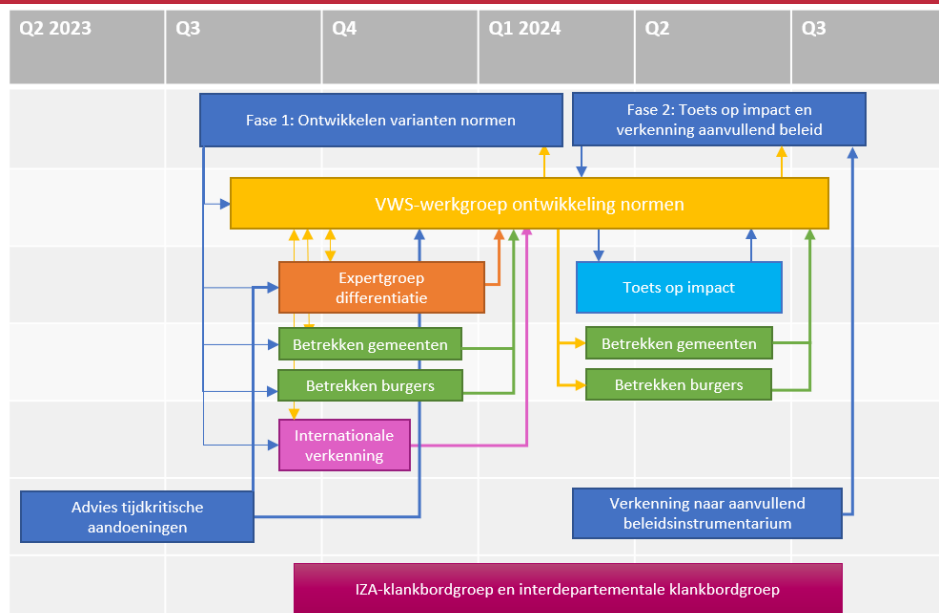 Q2 2023 Q3 Q4 Q1 2024 Q2 Q3
Fase 1: Ontwikkelen varianten normen
Fase 2: Toets op impact en
verkenning aanvullend beleid
VWS-werkgroep ontwikkeling normen
Expertgroep
differentiatie
Toets op impact
Betrekken gemeenten
Betrekken gemeenten
Betrekken burgers
Betrekken burgers
Internationale
verkenning
Advies tijdkritische
aandoeningen
Verkenning naar aanvullend
beleidsinstrumentarium
IZA-klankbordgroep en interdepartementale klankbordgroep